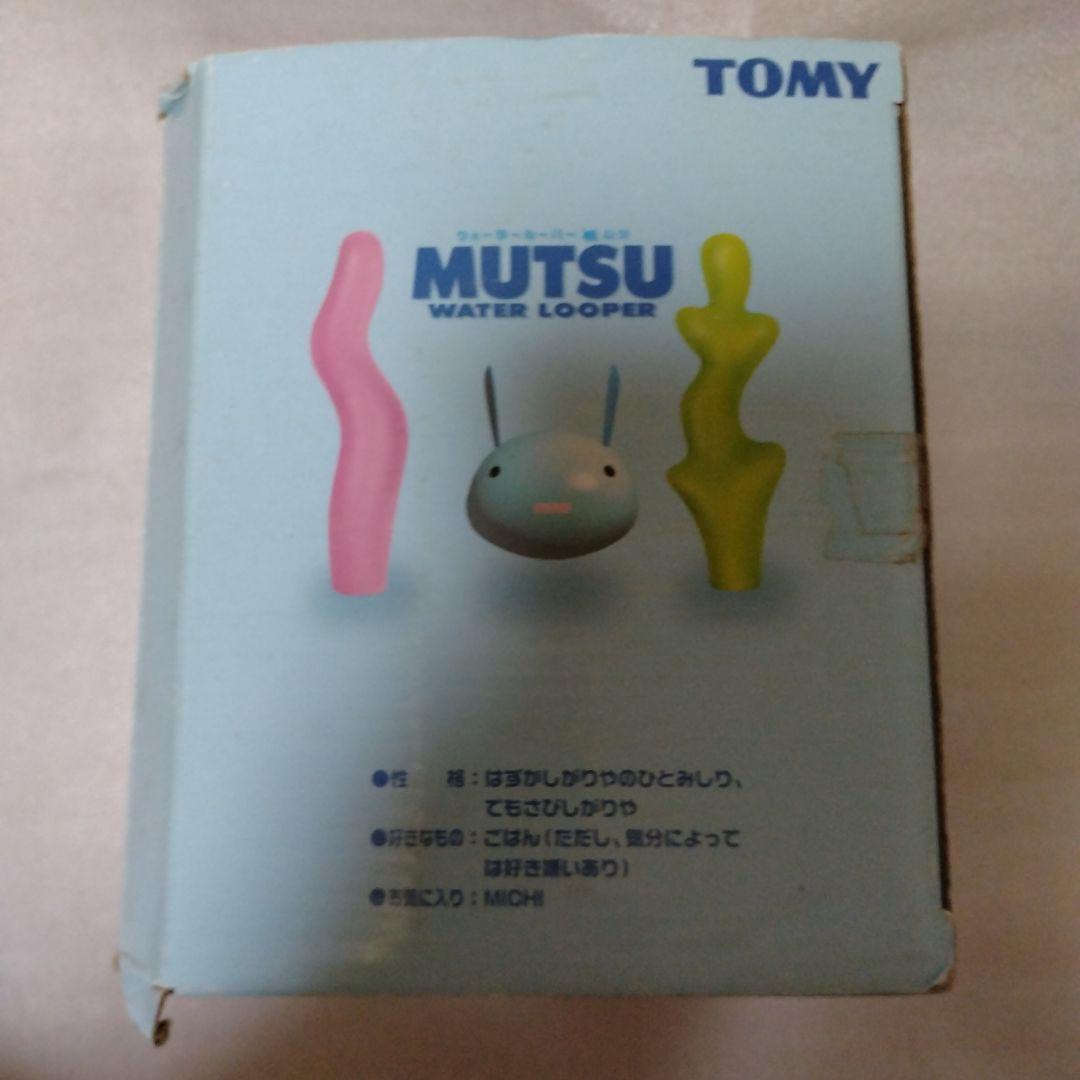 TOMY
ウォータールーパームツ
MUTSU
WATER LOOPER
●性 格：はずかしがりやのひとみしり、
でもさびしがりや
●好きなもの：ごはん(ただし、気分によって
は好き嫌いあり)
●お気に入り：MICHI